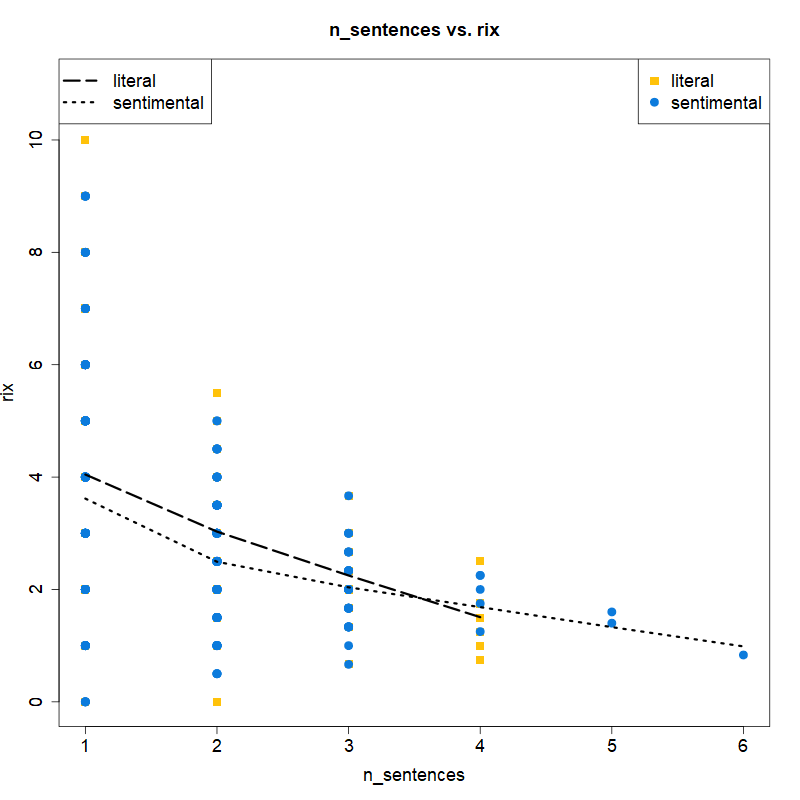 n_sentences vs. rix
literal
sentimental
literal
sentimental
10
8
6
4
2
0
rix
1 2 3 4 5 6
n_sentences